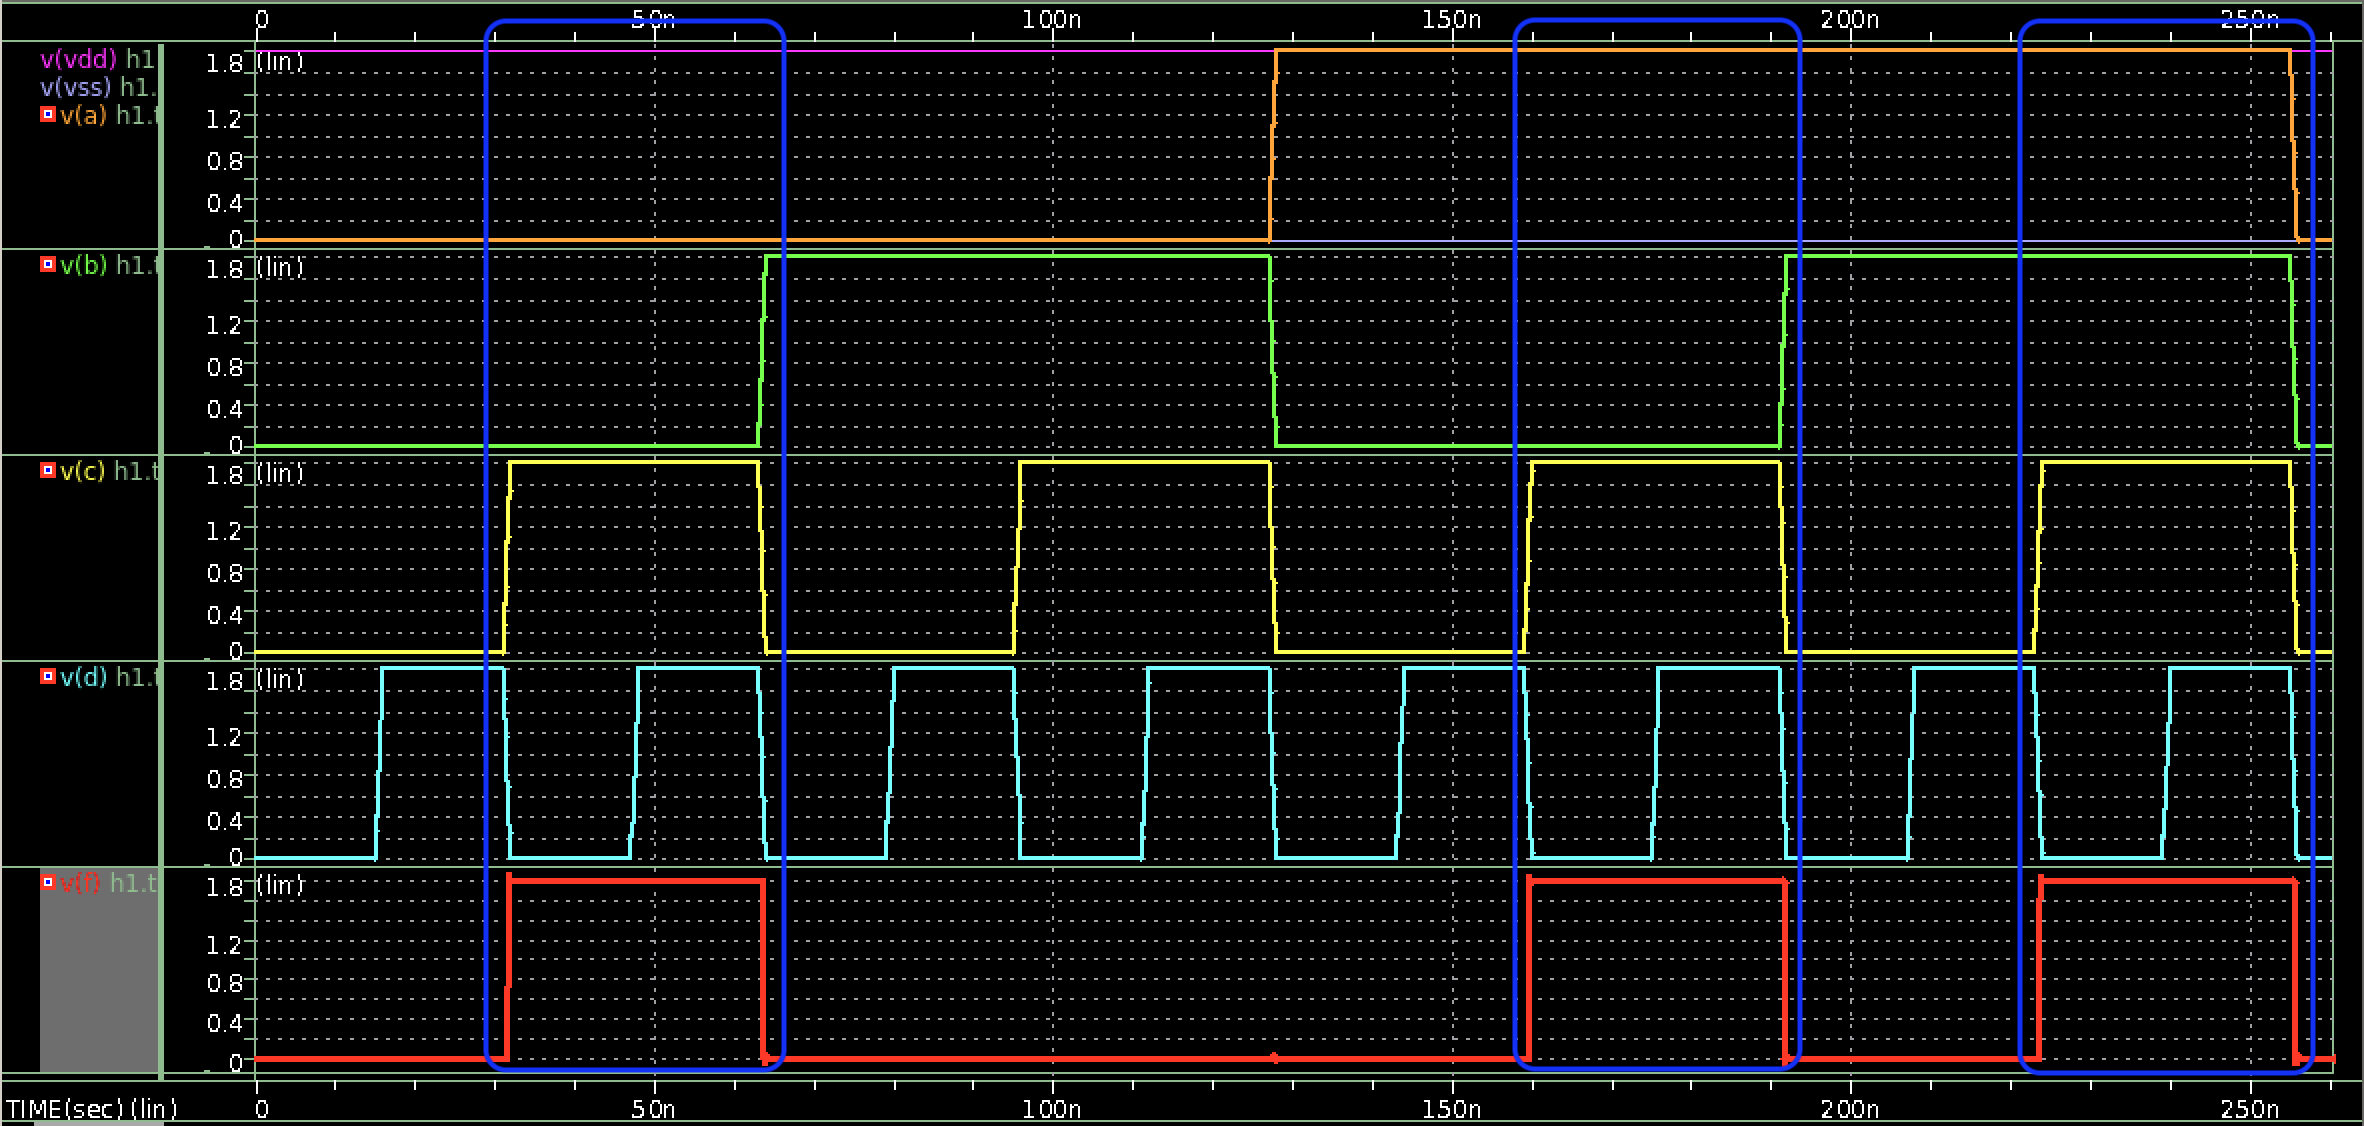 0 50n 100n 150n 200n 250n
v(vdd) h1
v(vss) h1.
v(a) h1.t
1.8 (lin)
1.2
0.8
0.4
0
v(b) h1.t
1.8 (lin)
1.2
0.8
0.4
0
v(c) h1.t
1.8 (lin)
1.2
0.8
0.4
0
v(d) h1.t
1.8 (lin)
1.2
0.8
0.4
0
v(f) h1.t
1.8 (lin)
1.2
0.8
0.4
0
TIME(sec) (lin) 0 50n 100n 150n 200n 250n